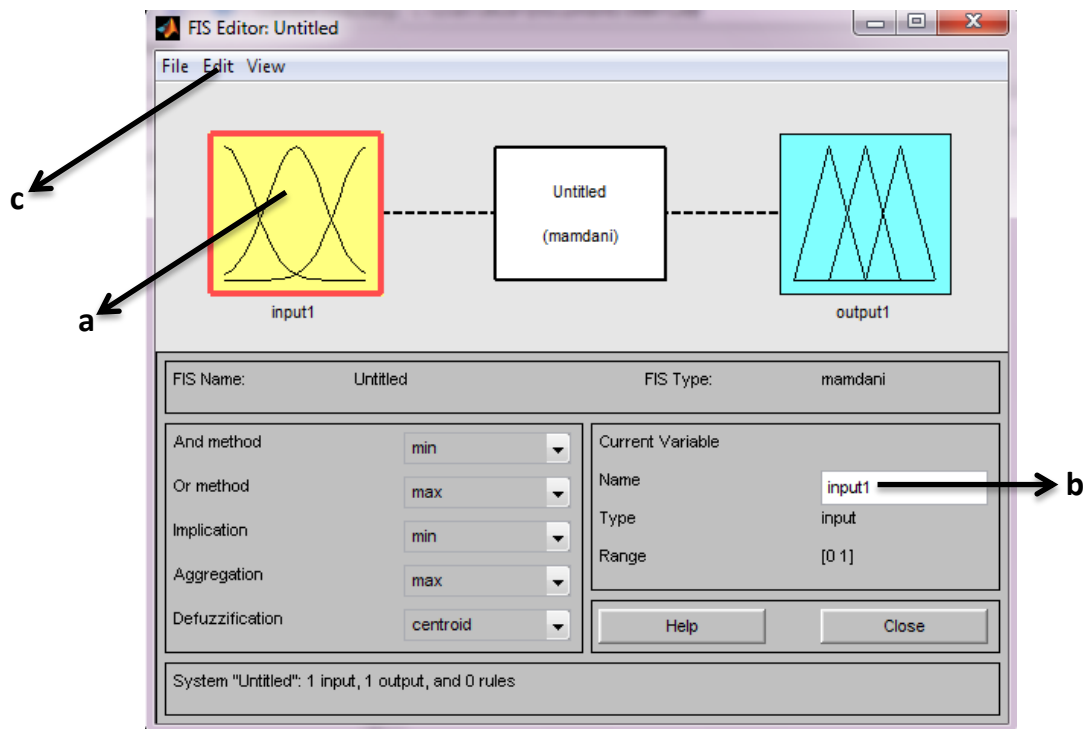 FIS Editor: Untitled
File Edit View
c
a
input1
Untitled
(mamdani)
output1
FIS Name: Untitled FIS Type: mamdani
And method min
Or method max
Implication min
Aggregation max
Defuzzification centroid
Current Variable
Name input1
Type input
Range [0 1]
b
Help Close
System "Untitled": 1 input, 1 output, and 0 rules